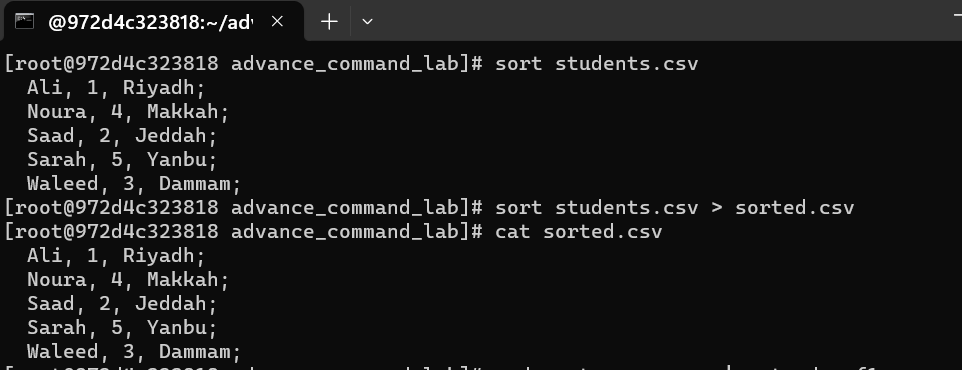 @972d4c323818:~/adv
[root@972d4c323818 advance_command_lab]# sort students.csv
Ali, 1, Riyadh;
Noura, 4, Makkah;
Saad, 2, Jeddah;
Sarah, 5, Yanbu;
Waleed, 3, Dammam;
[root@972d4c323818 advance_command_lab]# sort students.csv > sorted.csv
[root@972d4c323818 advance_command_lab]# cat sorted.csv
Ali, 1, Riyadh;
Noura, 4, Makkah;
Saad, 2, Jeddah;
Sarah, 5, Yanbu;
Waleed, 3, Dammam;